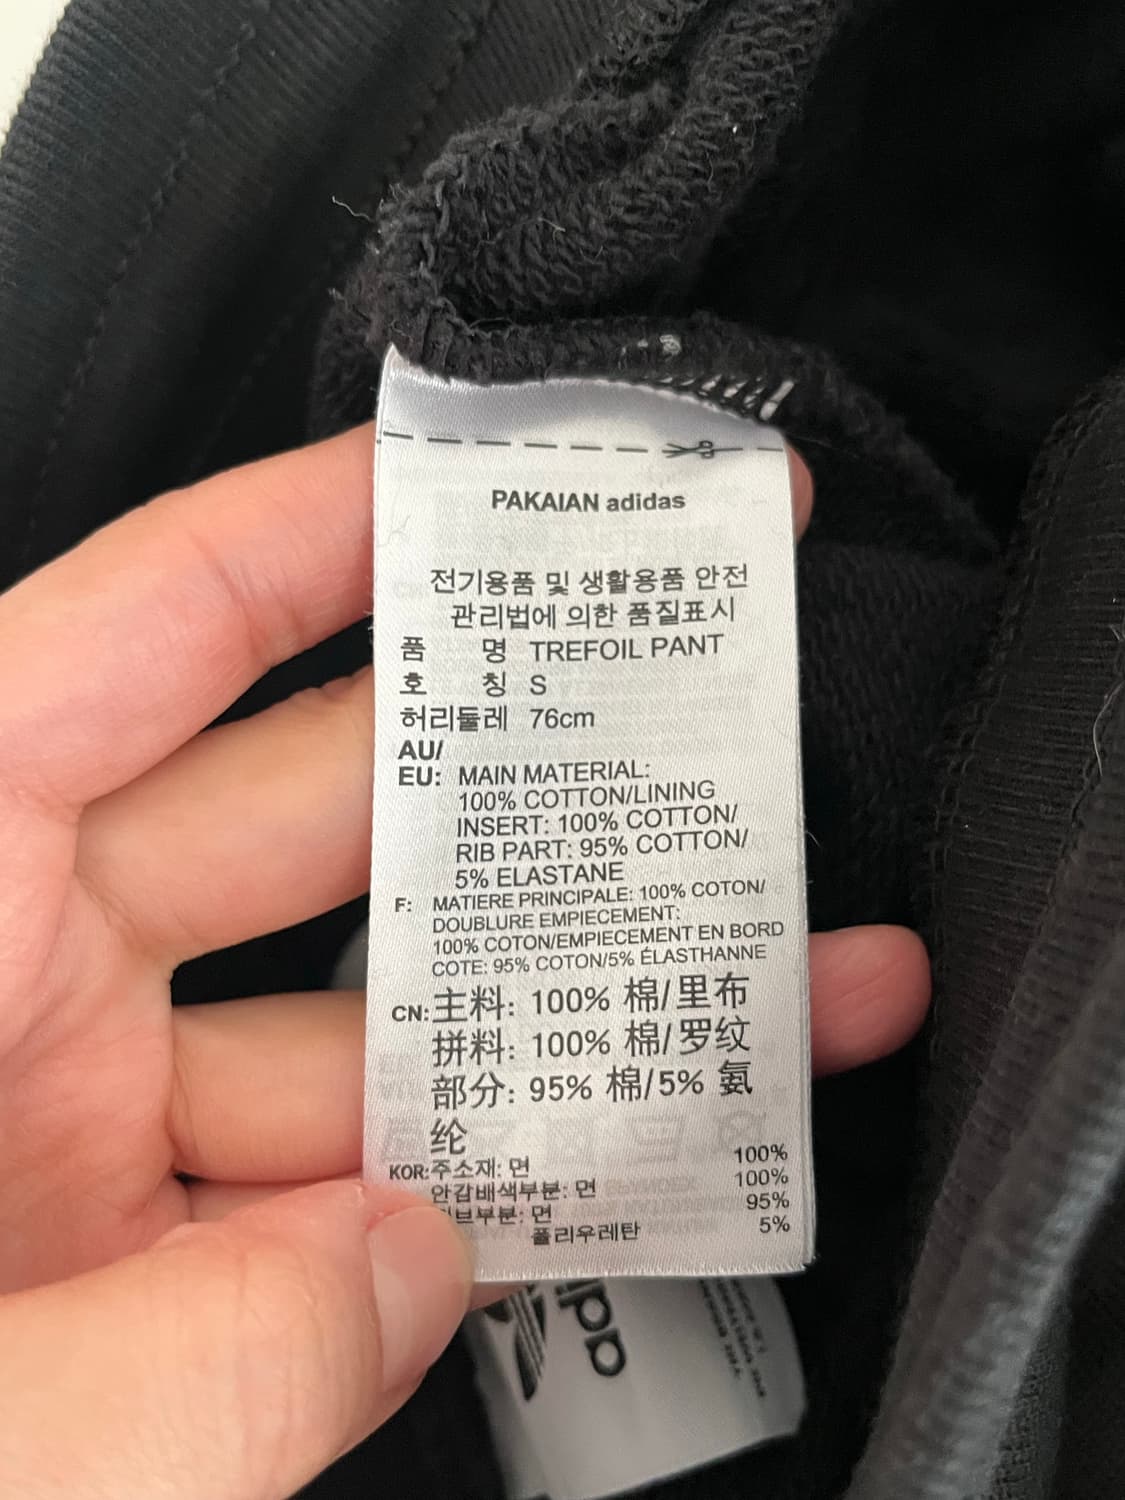 PAKAIAN adidas
전기용품 및 생활용품 안전
관리법에 의한 품질표시
품 명 TREFOIL PANT
호 칭 S
허리둘레 76cm
AU/
EU: MAIN MATERIAL:
100% COTTON/LINING
INSERT: 100% COTTON/
RIB PART: 95% COTTON/
5% ELASTANE
F: MATIERE PRINCIPALE: 100% COTON/
DOUBLURE EMPIECEMENT:
100% COTON/EMPIECEMENT EN BORD
COTE: 95% COTON/5% ÉLASTHANNE
CN: 主料: 100% 棉/里布
拼料: 100% 棉/罗纹
部分: 95% 棉/5% 氨
纶
KOR: 주소재: 면 100%
안감배색부분: 면 100%
브부분: 면 95%
폴리우레탄 5%